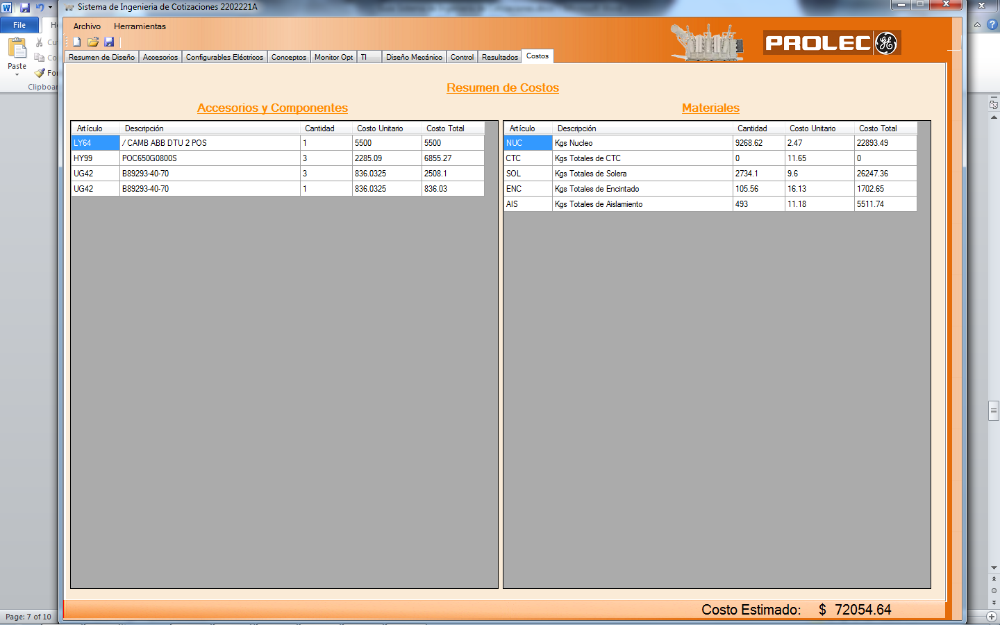 Sistema de Ingenieria de Cotizaciones 2202221A
File
Paste
Clipboar
Archivo Herramientas
PROLEC GE
Resumen de Diseño Accesorios Configurables Eléctricos Conceptos Monitor Opt TI Diseño Mecánico Control Resultados Costos
Resumen de Costos
Accesorios y Componentes
Artículo Descripción Cantidad Costo Unitario Costo Total
LY64 / CAMB ABB DTU 2 POS 1 5500 5500
HY99 POC650G0800S 3 2285.09 6855.27
UG42 B89293-40-70 3 836.0325 2508.1
UG42 B89293-40-70 1 836.0325 836.03
Materiales
Artículo Descripción Cantidad Costo Unitario Costo Total
NUC Kgs Nucleo 9268.62 2.47 22893.49
CTC Kgs Totales de CTC 0 11.65 0
SOL Kgs Totales de Solera 2734.1 9.6 26247.36
ENC Kgs Totales de Encintado 105.56 16.13 1702.65
AIS Kgs Totales de Aislamiento 493 11.18 5511.74
Costo Estimado: $ 72054.64
Page: 7 of 10